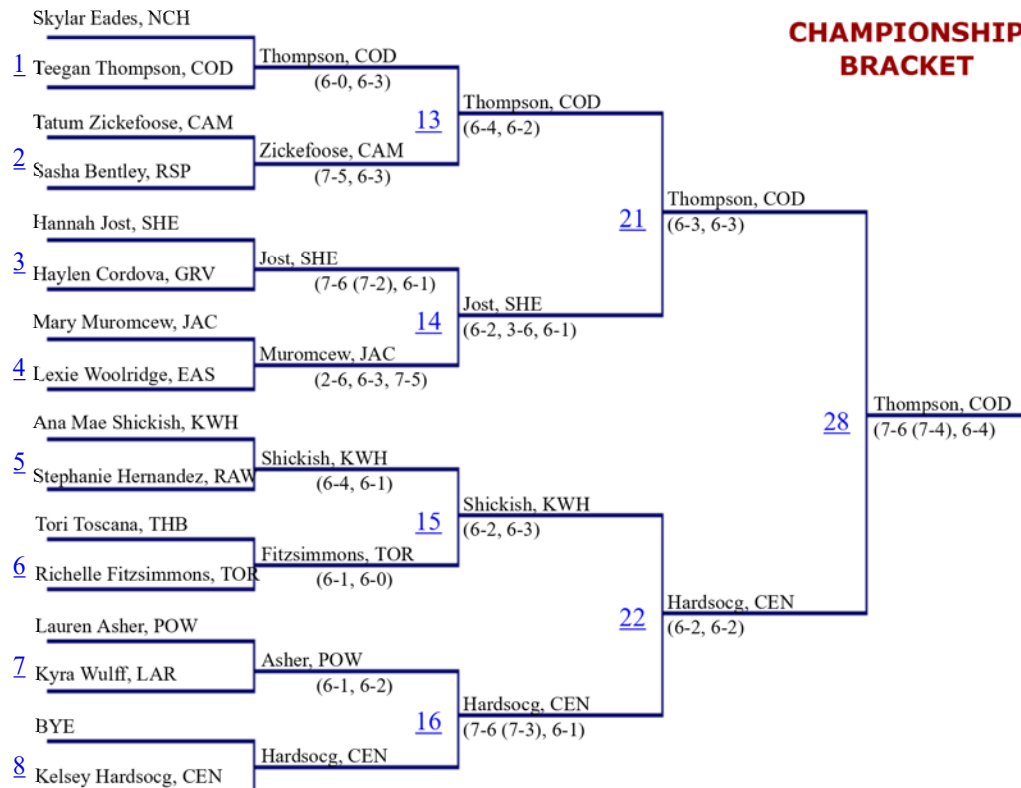 Skylar Eades, NCH
CHAMPIONSHIP
BRACKET
1
Teegan Thompson, COD
Thompson, COD
(6-0, 6-3)
13
Thompson, COD
(6-4, 6-2)
Tatum Zickefoose, CAM
2
Sasha Bentley, RSP
Zickefoose, CAM
(7-5, 6-3)
21
Thompson, COD
(6-3, 6-3)
Hannah Jost, SHE
3
Haylen Cordova, GRV
Jost, SHE
(7-6 (7-2), 6-1)
14
Jost, SHE
(6-2, 3-6, 6-1)
Mary Muromcew, JAC
4
Lexie Woolridge, EAS
Muromcew, JAC
(2-6, 6-3, 7-5)
28
Thompson, COD
(7-6 (7-4), 6-4)
Ana Mae Shickish, KWH
5
Stephanie Hernandez, RAW
Shickish, KWH
(6-4, 6-1)
15
Shickish, KWH
(6-2, 6-3)
Tori Toscana, THB
6
Richelle Fitzsimmons, TOR
Fitzsimmons, TOR
(6-1, 6-0)
22
Hardsocg, CEN
(6-2, 6-2)
Lauren Asher, POW
7
Kyra Wulff, LAR
Asher, POW
(6-1, 6-2)
16
Hardsocg, CEN
(7-6 (7-3), 6-1)
BYE
8
Kelsey Hardsocg, CEN
Hardsocg, CEN